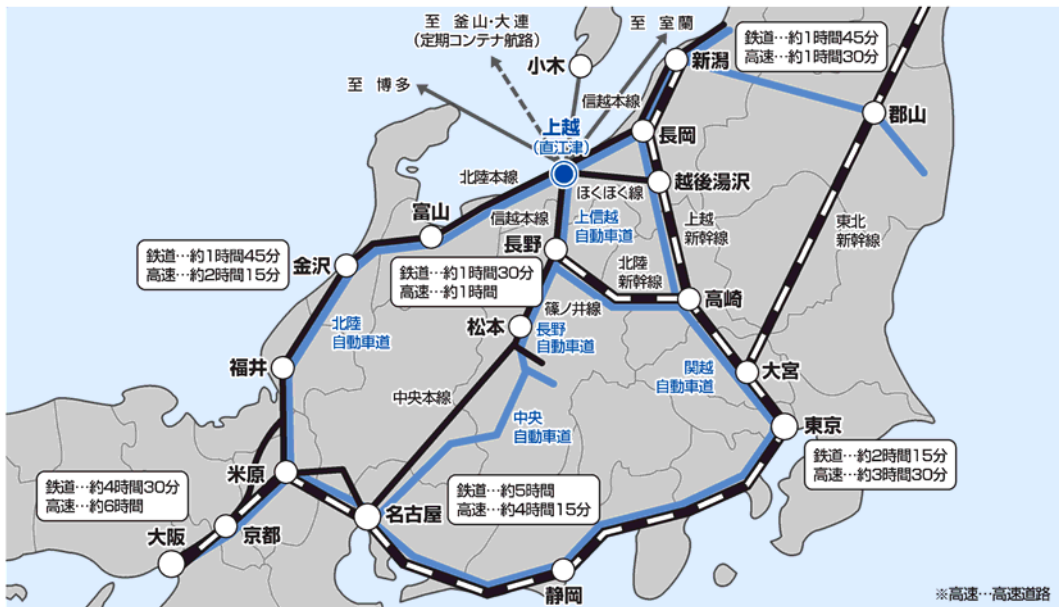 至 釜山・大連
(定期コンテナ航路)
至 室蘭
小木
至 博多
信越本線
新潟
鉄道…約1時間45分
高速…約1時間30分
郡山
上越
(直江津)
長岡
北陸本線
ほくほく線
越後湯沢
富山
信越本線
上信越
自動車道
上越
新幹線
東北
新幹線
鉄道…約1時間45分
高速…約2時間15分
金沢
長野
鉄道…約1時間30分
高速…約1時間
北陸
新幹線
高崎
篠ノ井線
松本
長野
自動車道
北陸
自動車道
福井
中央本線
関越
自動車道
大宮
中央
自動車道
東京
鉄道…約2時間15分
高速…約3時間30分
米原
鉄道…約4時間30分
高速…約6時間
鉄道…約5時間
高速…約4時間15分
名古屋
京都
大阪
静岡
※高速…高速道路